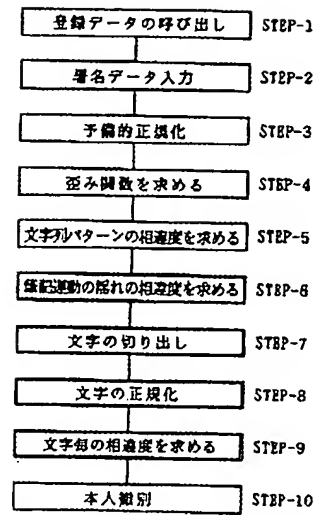 登録データの呼び出し STEP-1
署名データ入力 STEP-2
予備的正規化 STEP-3
歪み関数を求める STEP-4
文字列パターンの相違度を求める STEP-5
筆記運動の揺れの相違度を求める STEP-6
文字の切り出し STEP-7
文字の正規化 STEP-8
文字毎の相違度を求める STEP-9
本人識別 STEP-10